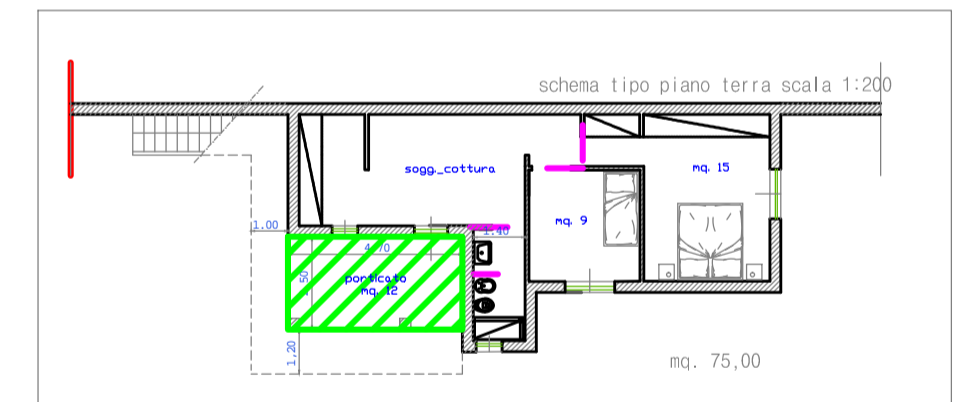 schema tipo piano terra scala 1:200
sogg._cottura
mq. 15
mq. 9
1.00
1.40
4.70
porticato
mq. 12
1,20
mq. 75,00